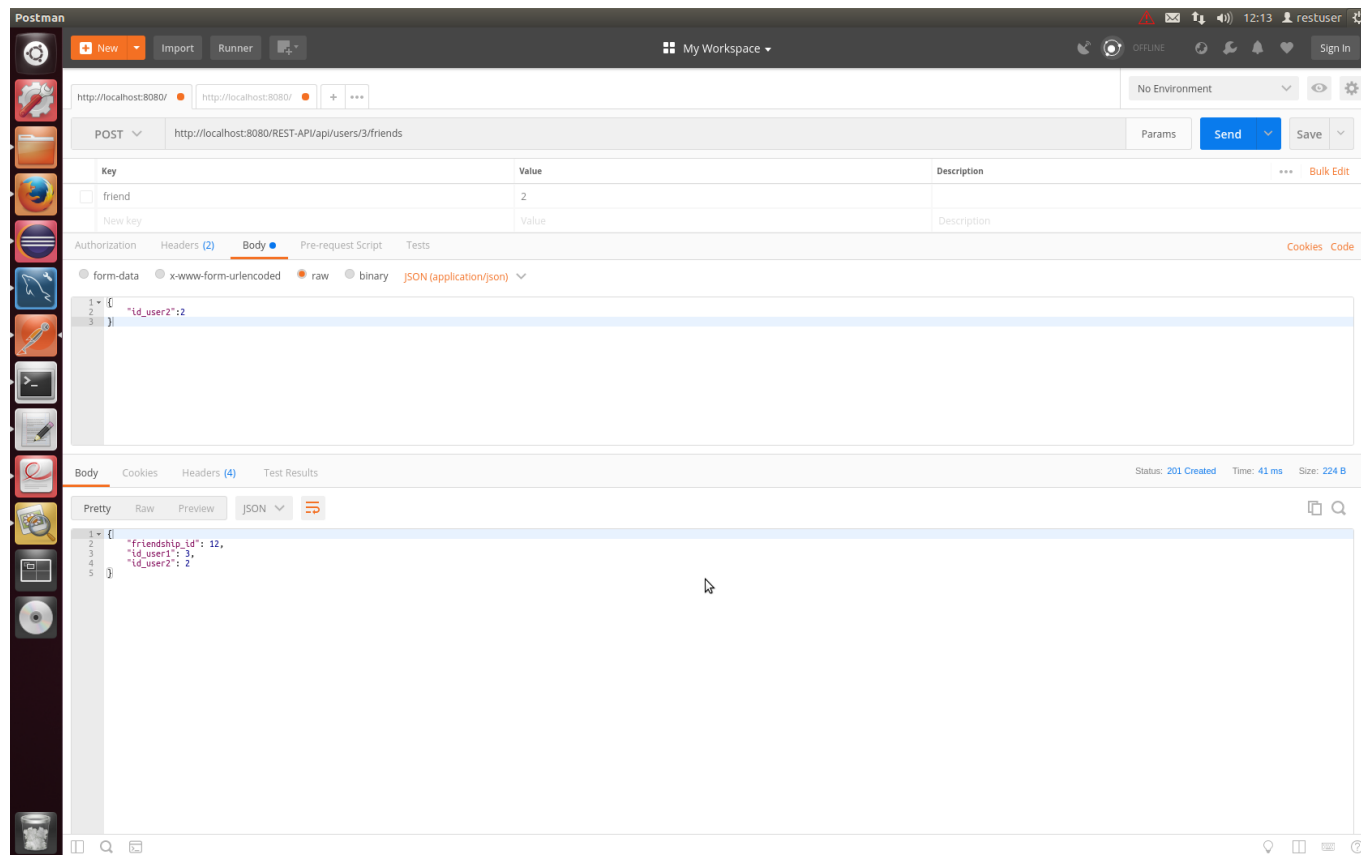 Postman
12:13 restuser
New Import Runner My Workspace OFFLINE Sign In
http://localhost:8080/ http://localhost:8080/ + ••• No Environment
POST http://localhost:8080/REST-API/api/users/3/friends Params Send Save
Key Value Description ••• Bulk Edit
friend 2
New key Value Description
Authorization Headers (2) Body Pre-request Script Tests Cookies Code
form-data x-www-form-urlencoded raw binary JSON (application/json)
1 {
2 "id_user2":2
3 }
Body Cookies Headers (4) Test Results Status: 201 Created Time: 41 ms Size: 224 B
Pretty Raw Preview JSON
1 {
2 "friendship_id": 12,
3 "id_user1": 3,
4 "id_user2": 2
5 }